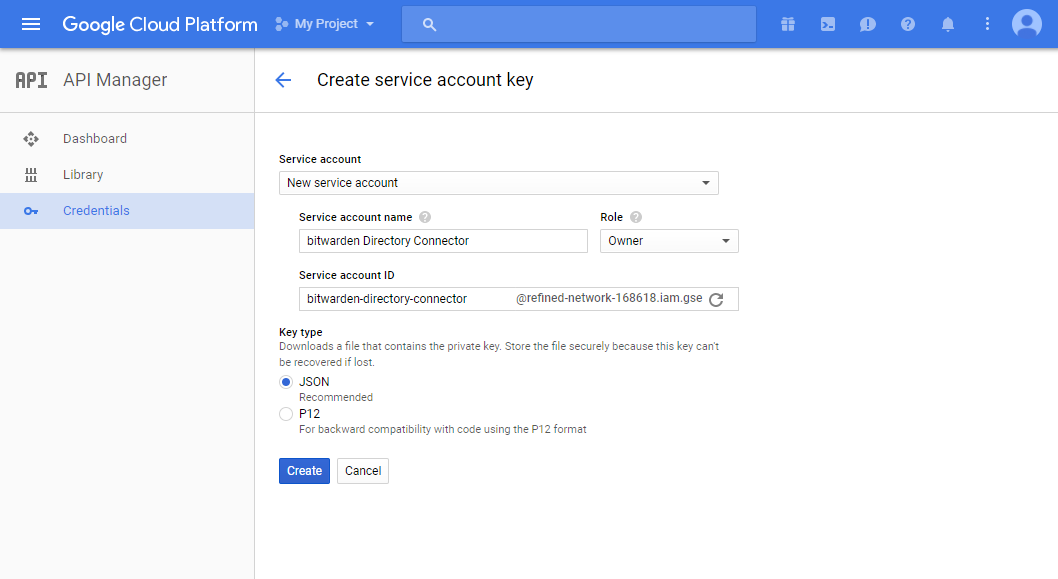 Google Cloud Platform
My Project
API
API Manager
Create service account key
Dashboard
Library
Credentials
Service account
New service account
Service account name ?
Role ?
bitwarden Directory Connector
Owner
Service account ID
bitwarden-directory-connector @refined-network-168618.iam.gse
Key type
Downloads a file that contains the private key. Store the file securely because this key can't
be recovered if lost.
JSON
Recommended
P12
For backward compatibility with code using the P12 format
Create
Cancel